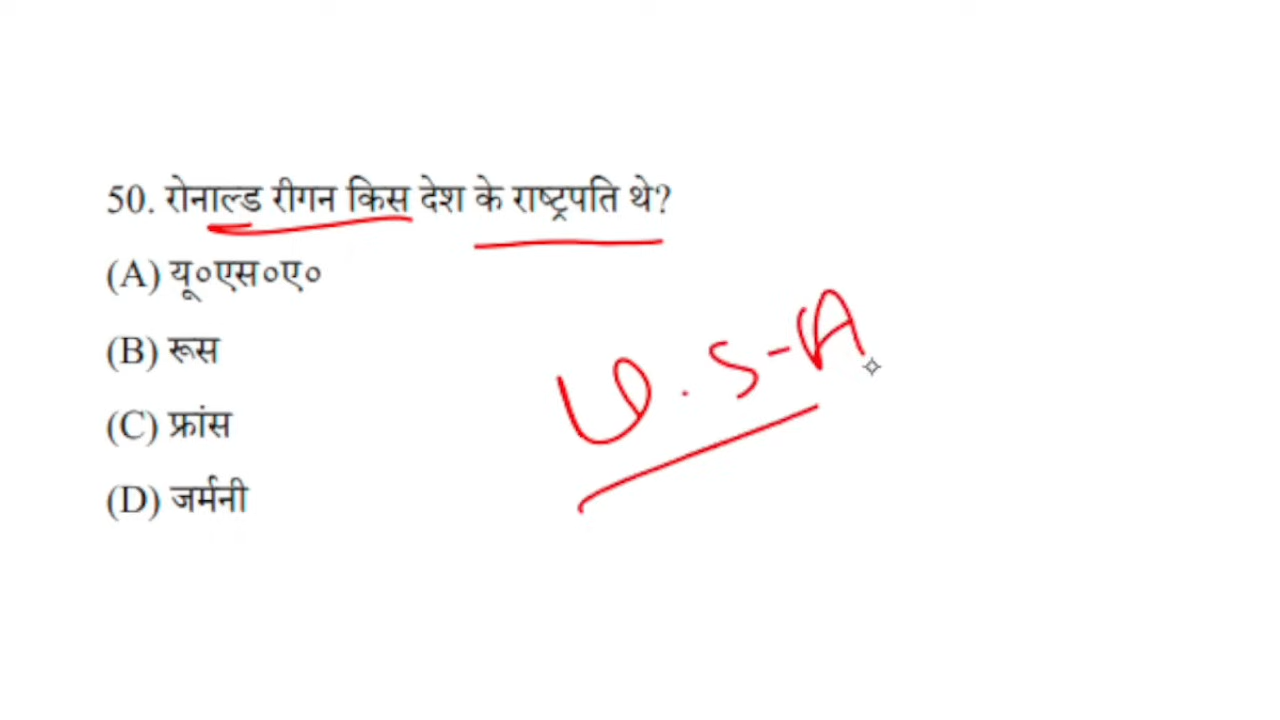 50. रोनाल्ड रीगन किस देश के राष्ट्रपति थे?
(A) यू०एस०ए०
(B) रूस
(C) फ्रांस
(D) जर्मनी
U.S-A